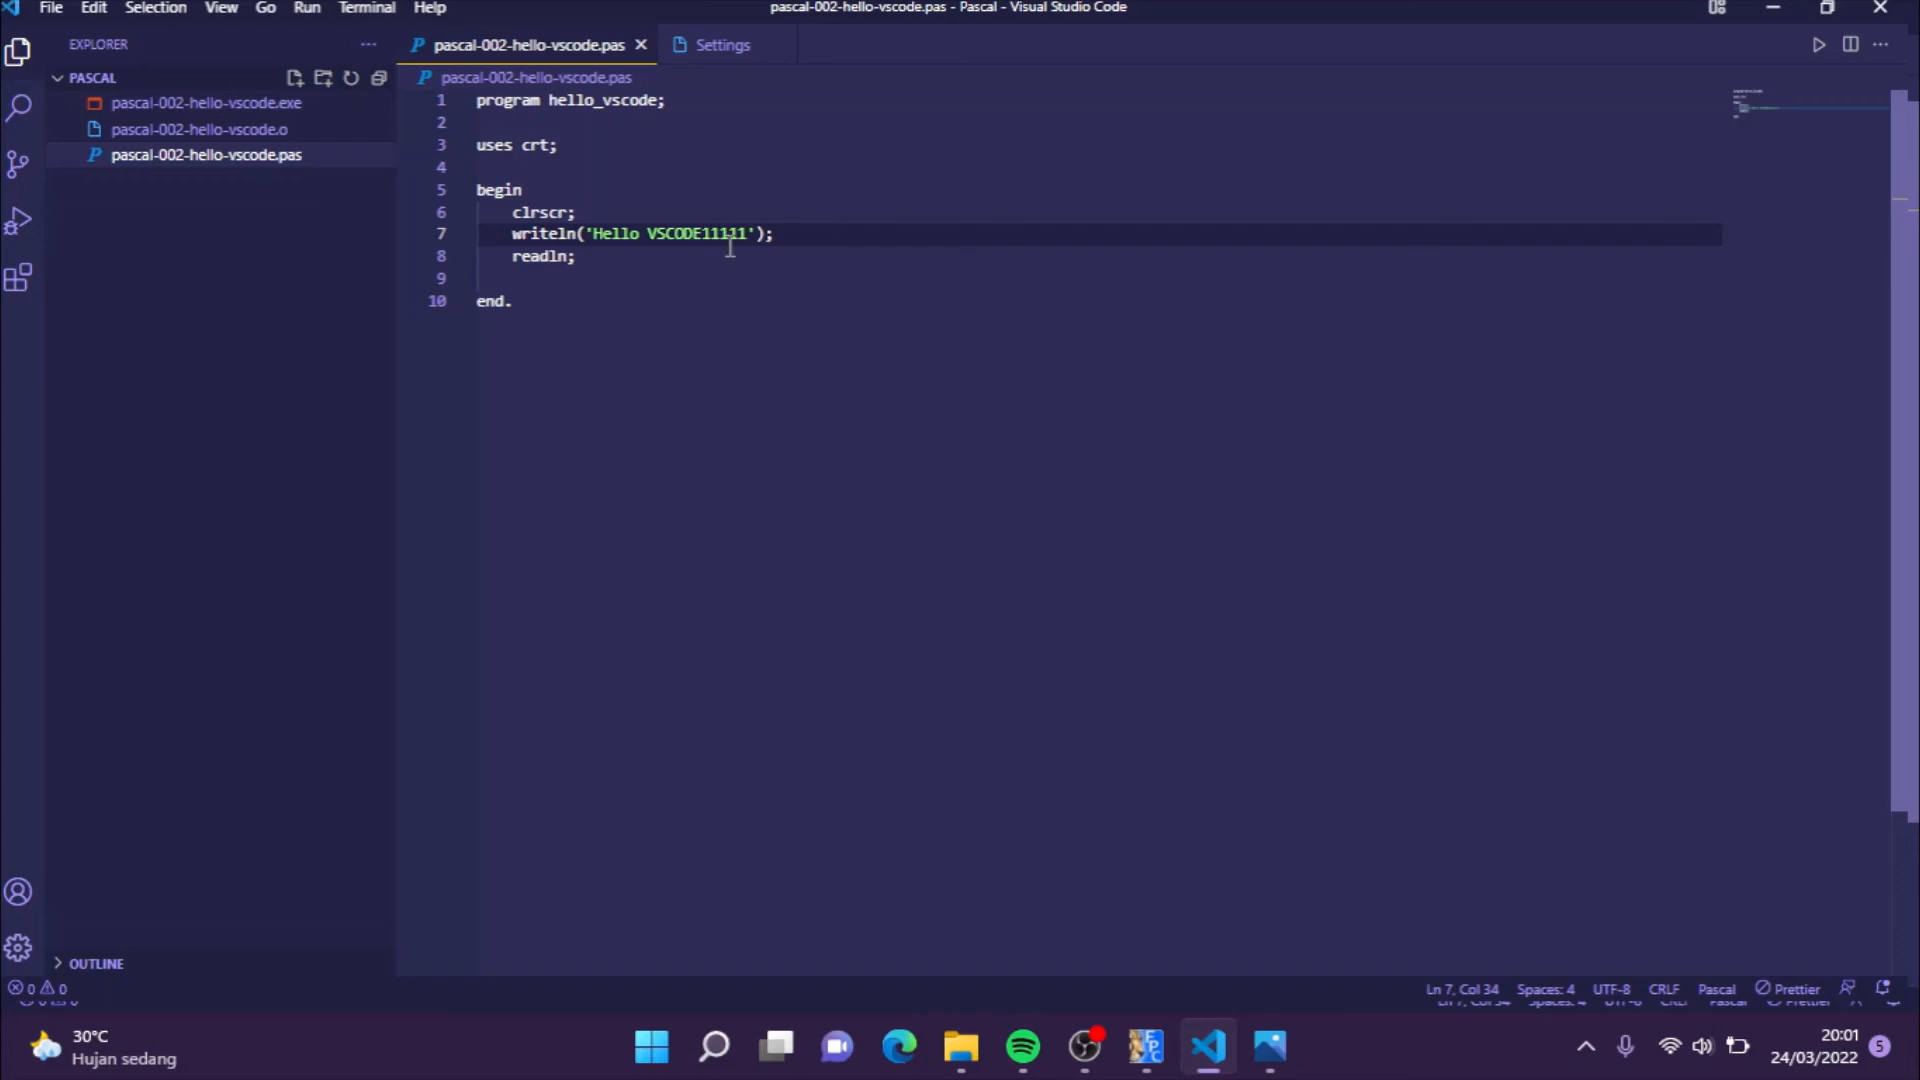 File Edit Selection View Go Run Terminal Help
pascal-002-hello-vscode.pas - Pascal - Visual Studio Code
EXPLORER
PASCAL
pascal-002-hello-vscode.exe
pascal-002-hello-vscode.o
pascal-002-hello-vscode.pas
OUTLINE
pascal-002-hello-vscode.pas
Settings
pascal-002-hello-vscode.pas
1 program hello_vscode;
2
3 uses crt;
4
5 begin
6 clrscr;
7 writeln('Hello VSCODE11111');
8 readln;
9
10 end.
0 0
Ln 7, Col 34 Spaces: 4 UTF-8 CRLF Pascal Prettier
30°C
Hujan sedang
FPC
20:01
24/03/2022
5